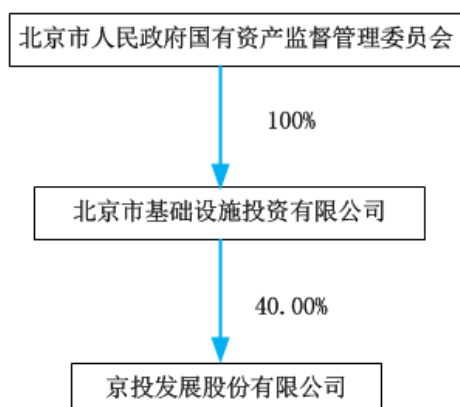 北京市人民政府国有资产监督管理委员会
100%
北京市基础设施投资有限公司
40.00%
京投发展股份有限公司